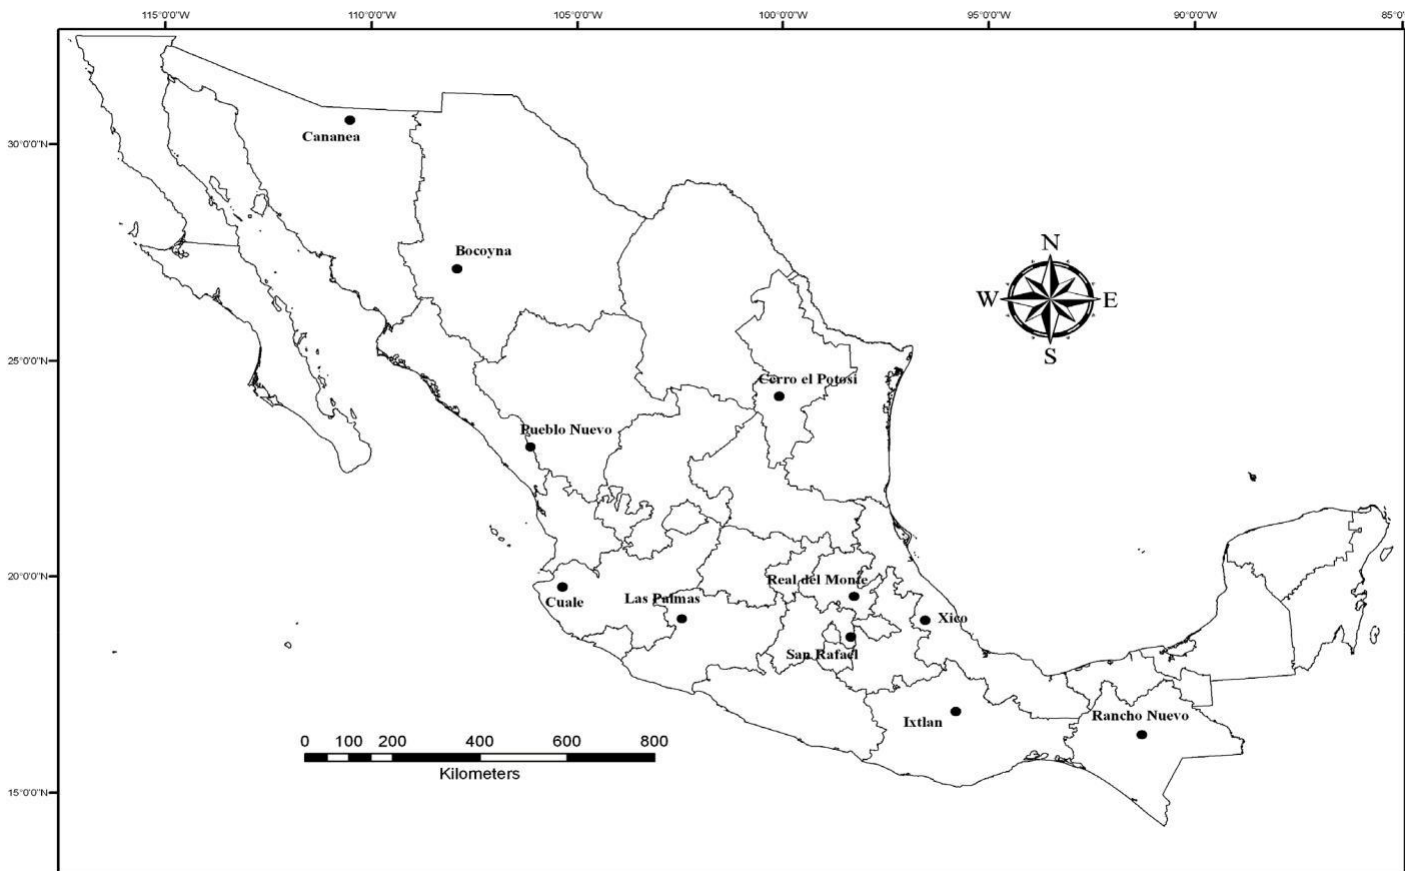 115°0'0"W 110°0'0"W 105°0'0"W 100°0'0"W 95°0'0"W 90°0'0"W 85°0'0"W
30°0'0"N
Cananea
N
Bocoyna
W E
S
25°0'0"N
Cerro el Potosí
Pueblo Nuevo
20°0'0"N
Real del Monte
Cuale
Las Palmas
Xico
San Rafael
Ixtlan
Rancho Nuevo
0 100 200 400 600 800
Kilometers
15°0'0"N